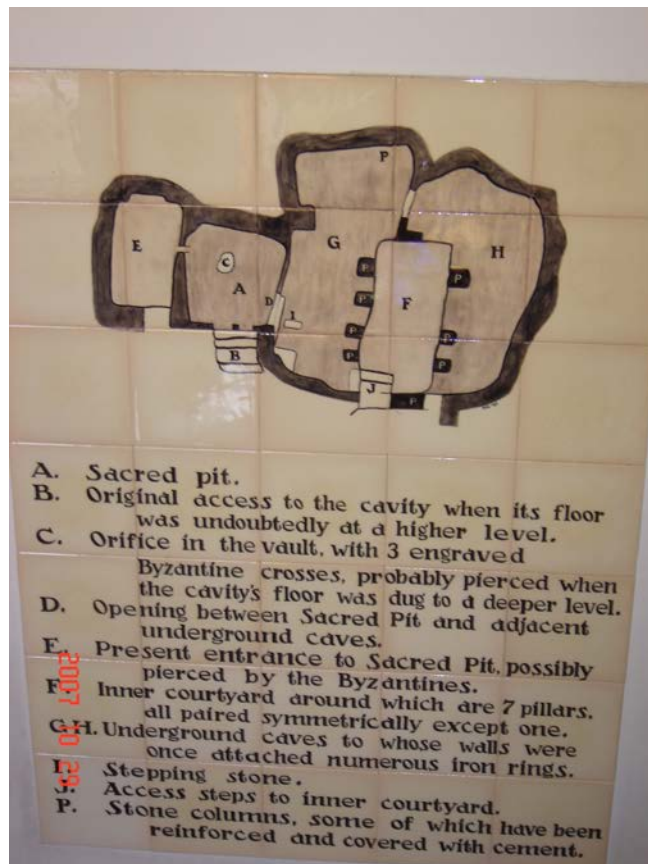 P
E
G
H
C
A
P
P
F
D
I
P
P
P
B
P
P
J
P
A. Sacred pit.
B. Original access to the cavity when its floor
was undoubtedly at a higher level.
C. Orifice in the vault, with 3 engraved
Byzantine crosses, probably pierced when
the cavity's floor was dug to a deeper level.
D. Opening between Sacred Pit and adjacent
underground caves.
E. Present entrance to Sacred Pit, possibly
pierced by the Byzantines.
F. Inner courtyard around which are 7 pillars,
all paired symmetrically except one.
G.H. Underground caves to whose walls were
once attached numerous iron rings.
I. Stepping stone.
J. Access steps to inner courtyard.
P. Stone columns, some of which have been
reinforced and covered with cement.
2007 10 29